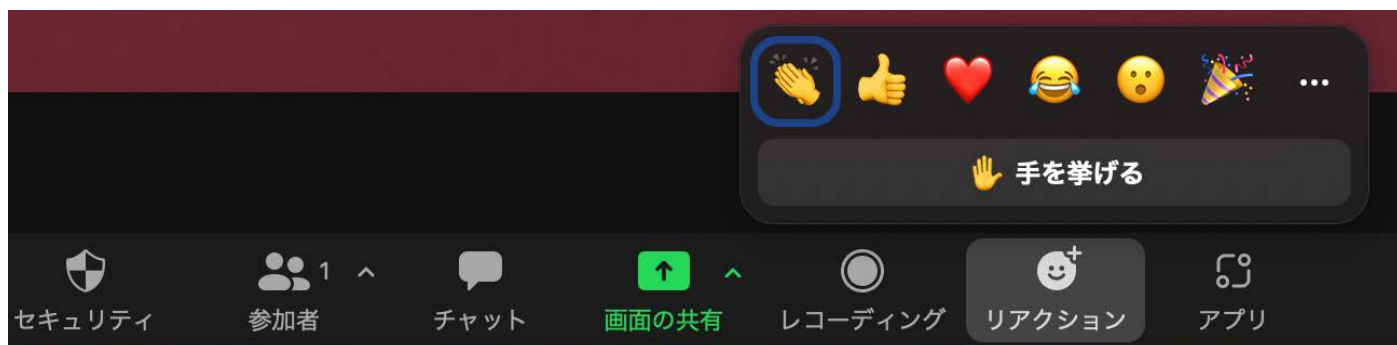 手を挙げる
セキュリティ
1
参加者
チャット
画面の共有
レコーディング
リアクション
アプリ